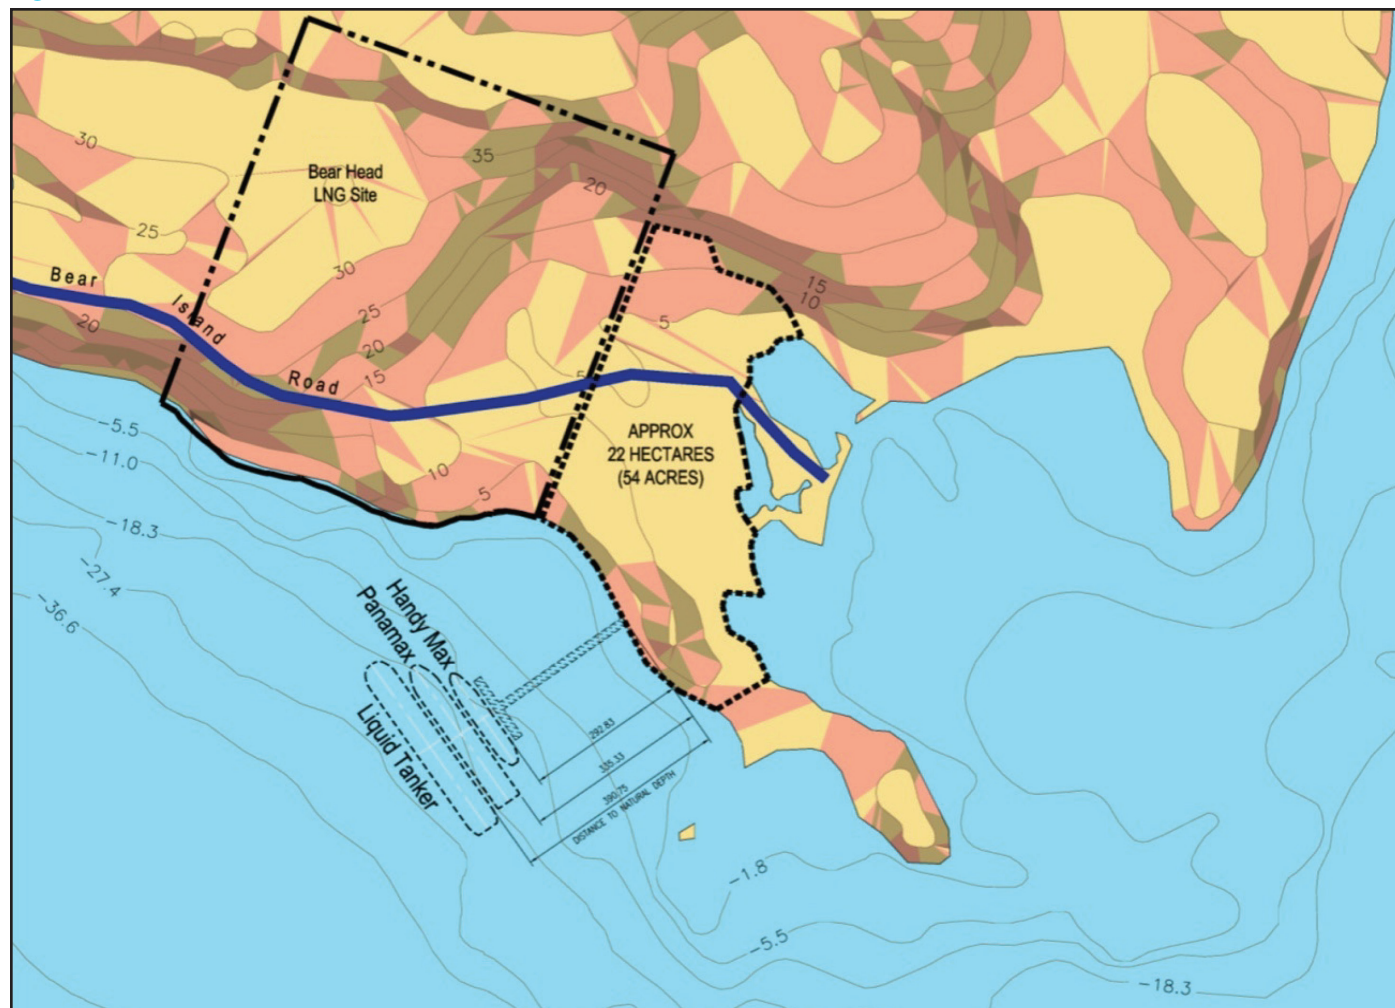 30
35
Bear Head
LNG Site
20
25
30
15
10
Bear
Island
Road
20
25
20
15
5
5
10
5
APPROX
22 HECTARES
(54 ACRES)
-5.5
-11.0
-18.3
-27.4
-36.6
Handy Max
Panamax
Liquid Tanker
292.83
335.33
390.75
DISTANCE TO NATURAL DEPTH
-1.8
-5.5
-18.3